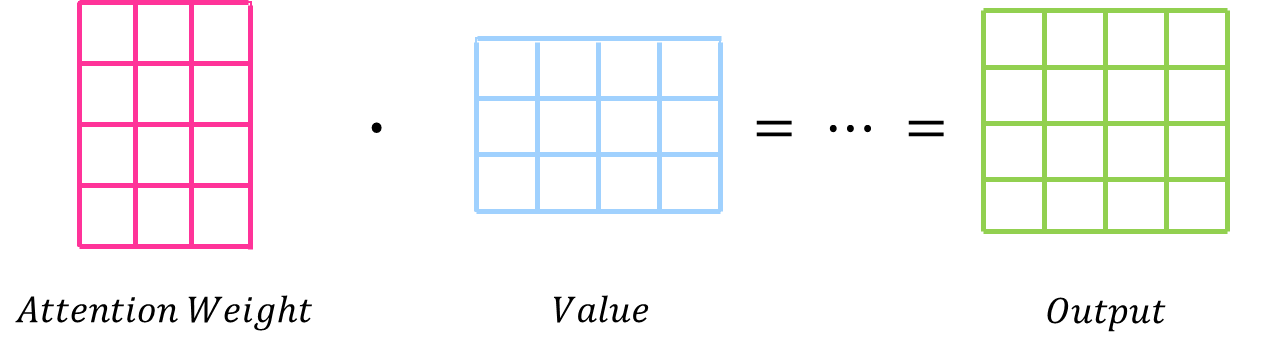 · = ⋯ =
Attention Weight
Value
Output